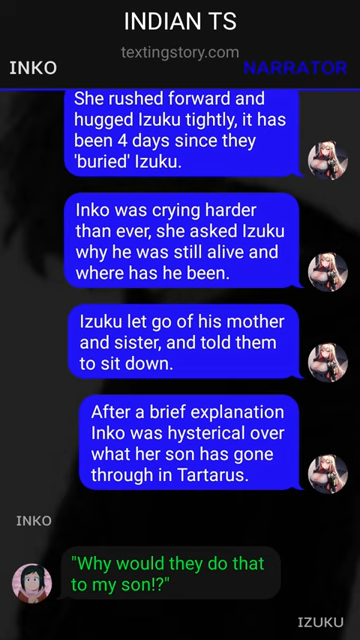 INDIAN TS
textingstory.com
INKO
NARRATOR
She rushed forward and
hugged Izuku tightly, it has
been 4 days since they
'buried' Izuku.
Inko was crying harder
than ever, she asked Izuku
why he was still alive and
where has he been.
Izuku let go of his mother
and sister, and told them
to sit down.
After a brief explanation
Inko was hysterical over
what her son has gone
through in Tartarus.
INKO
"Why would they do that
to my son!?"
IZUKU